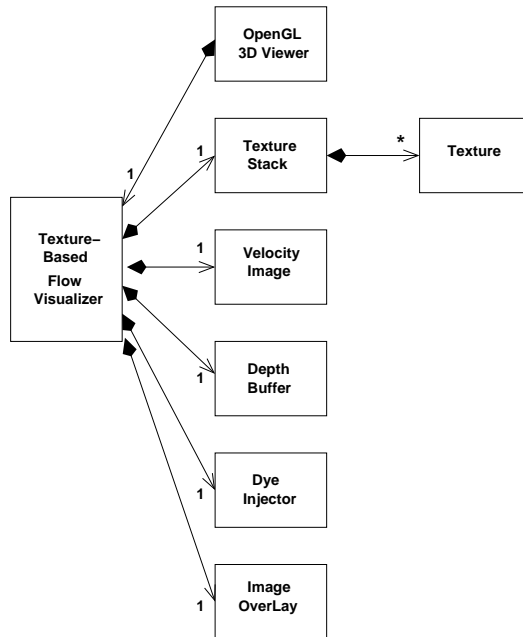 OpenGL
3D Viewer
1
1
Texture
Stack
*
Texture
Texture–
Based
Flow
Visualizer
1
Velocity
Image
1
Depth
Buffer
1
Dye
Injector
1
Image
OverLay